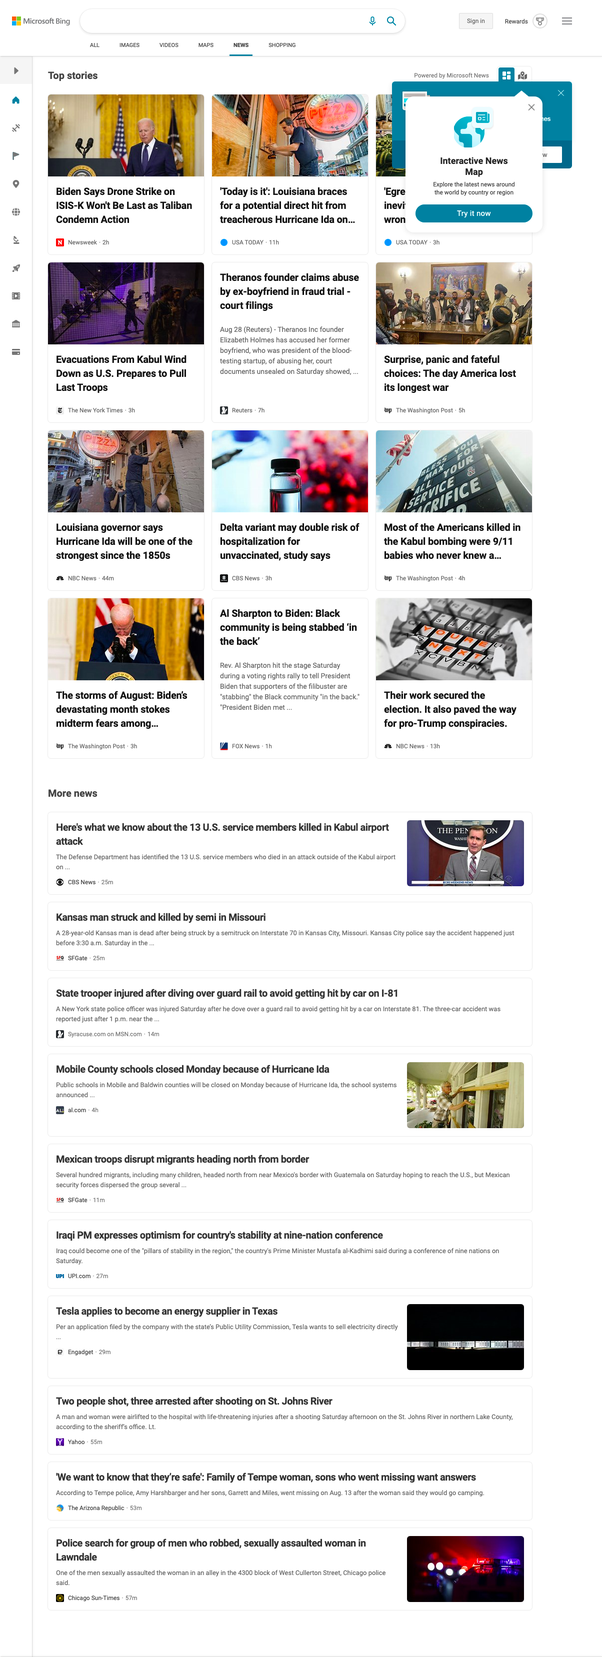 Microsoft Bing
Sign in
Rewards
ALL
IMAGES
VIDEOS
MAPS
NEWS
SHOPPING
Top stories
Powered by Microsoft News
Interactive News
Map
Explore the latest news around
the world by country or region
Try it now
Biden Says Drone Strike on
ISIS-K Won't Be Last as Taliban
Condemn Action
Newsweek · 2h
'Today is it': Louisiana braces
for a potential direct hit from
treacherous Hurricane Ida on...
USA TODAY · 11h
'Egre
inevi
wron
USA TODAY · 3h
Evacuations From Kabul Wind
Down as U.S. Prepares to Pull
Last Troops
The New York Times · 3h
Theranos founder claims abuse
by ex-boyfriend in fraud trial -
court filings
Aug 28 (Reuters) - Theranos Inc founder
Elizabeth Holmes has accused her former
boyfriend, who was president of the blood-
testing startup, of abusing her, court
documents unsealed on Saturday showed, ...
Reuters · 7h
Surprise, panic and fateful
choices: The day America lost
its longest war
The Washington Post · 5h
PIZZA
Louisiana governor says
Hurricane Ida will be one of the
strongest since the 1850s
NBC News · 44m
Delta variant may double risk of
hospitalization for
unvaccinated, study says
CBS News · 3h
BLESS YOU
MAY
FOR ALL YOUR
SERVICE
SACRIFICE
Most of the Americans killed in
the Kabul bombing were 9/11
babies who never knew a...
The Washington Post · 4h
The storms of August: Biden's
devastating month stokes
midterm fears among...
The Washington Post · 3h
Al Sharpton to Biden: Black
community is being stabbed 'in
the back'
Rev. Al Sharpton hit the stage Saturday
during a voting rights rally to tell President
Biden that supporters of the filibuster are
"stabbing" the Black community "in the back."
"President Biden met ...
FOX News · 1h
YOURE
NEXT
Their work secured the
election. It also paved the way
for pro-Trump conspiracies.
NBC News · 13h
More news
Here's what we know about the 13 U.S. service members killed in Kabul airport
attack
The Defense Department has identified the 13 U.S. service members who died in an attack outside of the Kabul airport
on ...
CBS News · 25m
THE PEN ON
Kansas man struck and killed by semi in Missouri
A 28-year-old Kansas man is dead after being struck by a semitruck on Interstate 70 in Kansas City, Missouri. Kansas City police say the accident happened just
before 3:30 a.m. Saturday in the ...
SFGate · 25m
State trooper injured after diving over guard rail to avoid getting hit by car on I-81
A New York state police officer was injured Saturday after he dove over a guard rail to avoid getting hit by a car on Interstate 81. The three-car accident was
reported just after 1 p.m. near the ...
Syracuse.com on MSN.com · 14m
Mobile County schools closed Monday because of Hurricane Ida
Public schools in Mobile and Baldwin counties will be closed on Monday because of Hurricane Ida, the school systems
announced ...
al.com · 4h
Mexican troops disrupt migrants heading north from border
Several hundred migrants, including many children, headed north from near Mexico's border with Guatemala on Saturday hoping to reach the U.S., but Mexican
security forces dispersed the group several ...
SFGate · 11m
Iraqi PM expresses optimism for country's stability at nine-nation conference
Iraq could become one of the "pillars of stability in the region," the country's Prime Minister Mustafa al-Kadhimi said during a conference of nine nations on
Saturday.
UPI.com · 27m
Tesla applies to become an energy supplier in Texas
Per an application filed by the company with the state's Public Utility Commission, Tesla wants to sell electricity directly
...
Engadget · 29m
Two people shot, three arrested after shooting on St. Johns River
A man and woman were airlifted to the hospital with life-threatening injuries after a shooting Saturday afternoon on the St. Johns River in northern Lake County,
according to the sheriff's office. Lt.
Yahoo · 55m
'We want to know that they're safe': Family of Tempe woman, sons who went missing want answers
According to Tempe police, Amy Harshbarger and her sons, Garrett and Miles, went missing on Aug. 13 after the woman said they would go camping.
The Arizona Republic · 53m
Police search for group of men who robbed, sexually assaulted woman in
Lawndale
One of the men sexually assaulted the woman in an alley in the 4300 block of West Cullerton Street, Chicago police
said.
Chicago Sun-Times · 57m